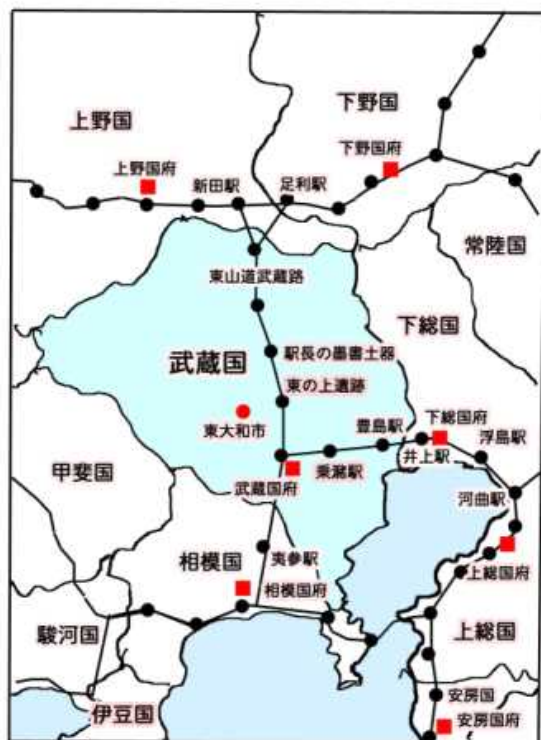 下野国
上野国
下野国府
上野国府
新田駅
足利駅
常陸国
東山道武蔵路
下総国
武蔵国
駅長の墨書土器
東の上遺跡
東大和市
豊島駅
下総国府
浮島駅
井上駅
甲斐国
武蔵国府
乗瀦駅
河曲駅
夷参駅
相模国
相模国府
上総国府
駿河国
上総国
伊豆国
安房国
安房国府